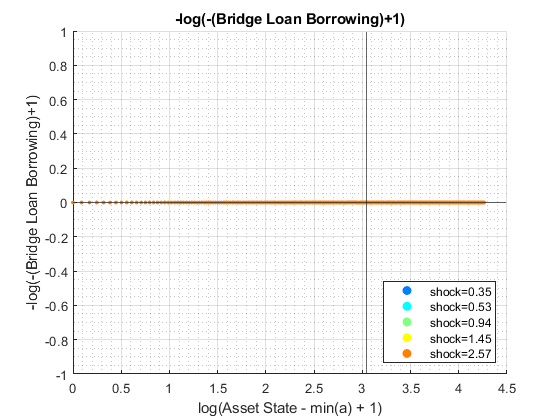 -log(-(Bridge Loan Borrowing)+1)
-log(-(Bridge Loan Borrowing)+1)
1
0.8
0.6
0.4
0.2
0
-0.2
-0.4
-0.6
-0.8
-1
shock=0.35
shock=0.53
shock=0.94
shock=1.45
shock=2.57
0 0.5 1 1.5 2 2.5 3 3.5 4 4.5
log(Asset State - min(a) + 1)